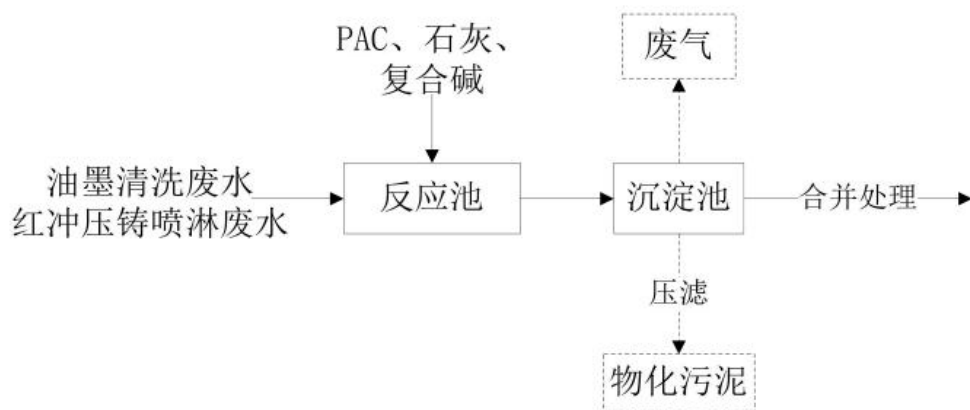 PAC、石灰、
复合碱
废气
油墨清洗废水
红冲压铸喷淋废水
反应池
沉淀池
合并处理
压滤
物化污泥